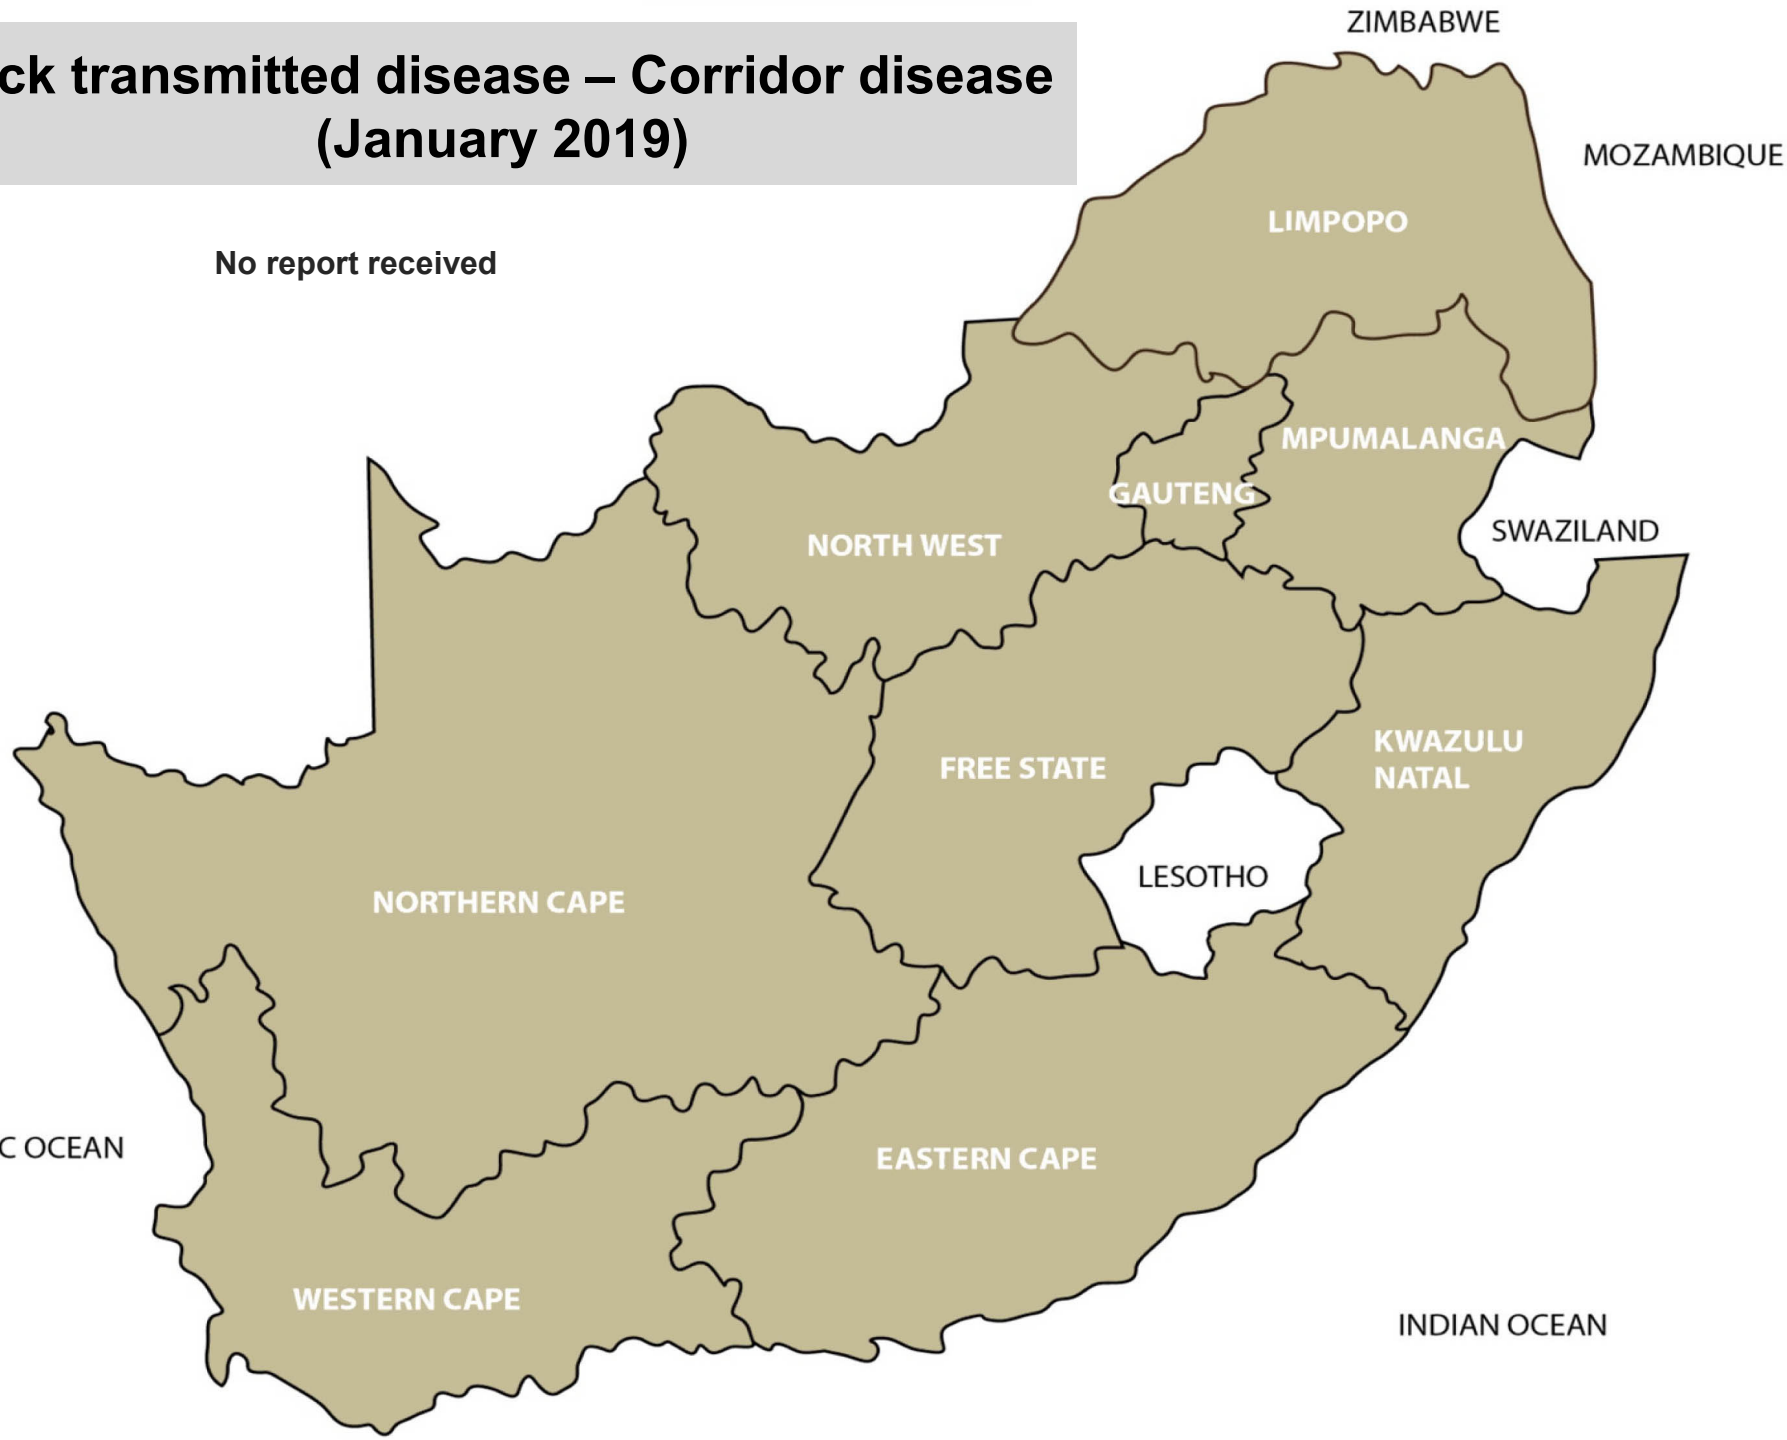 ck transmitted disease – Corridor disease
(January 2019)
No report received
ZIMBABWE
MOZAMBIQUE
LIMPOPO
MPUMALANGA
GAUTENG
NORTH WEST
SWAZILAND
KWAZULU
NATAL
FREE STATE
LESOTHO
NORTHERN CAPE
C OCEAN
EASTERN CAPE
WESTERN CAPE
INDIAN OCEAN